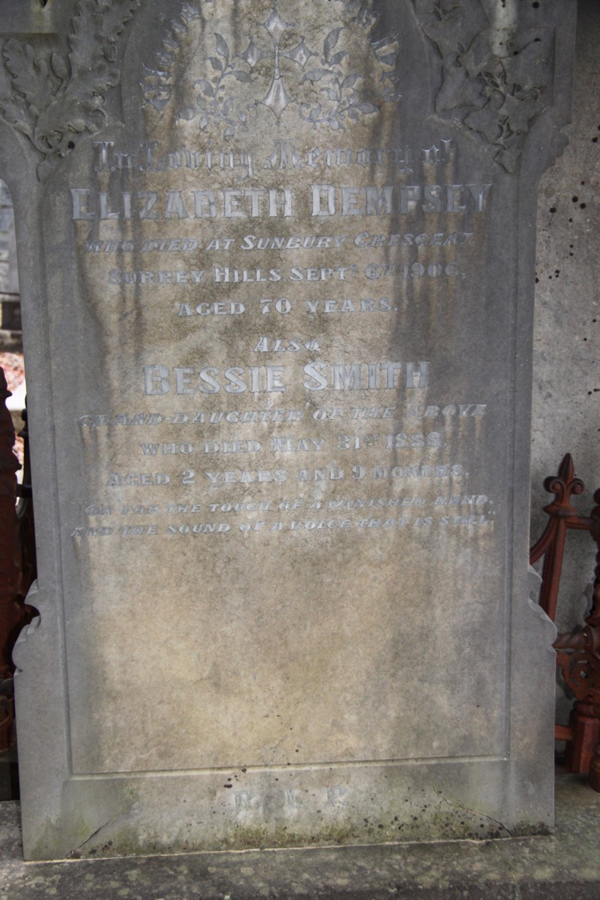 In Loving Memory of
ELIZABETH DEMPSEY
WHO DIED AT SUNBURY CRESCENT,
SURREY HILLS, SEPT. 6TH 1906,
AGED 70 YEARS.
ALSO
BESSIE SMITH
GRAND-DAUGHTER OF THE ABOVE
WHO DIED MAY 31ST 1888,
AGED 2 YEARS AND 9 MONTHS.
FOR THE TOUCH OF A VANISHED HAND,
AND THE SOUND OF A VOICE THAT IS STILL.
R. I. P.